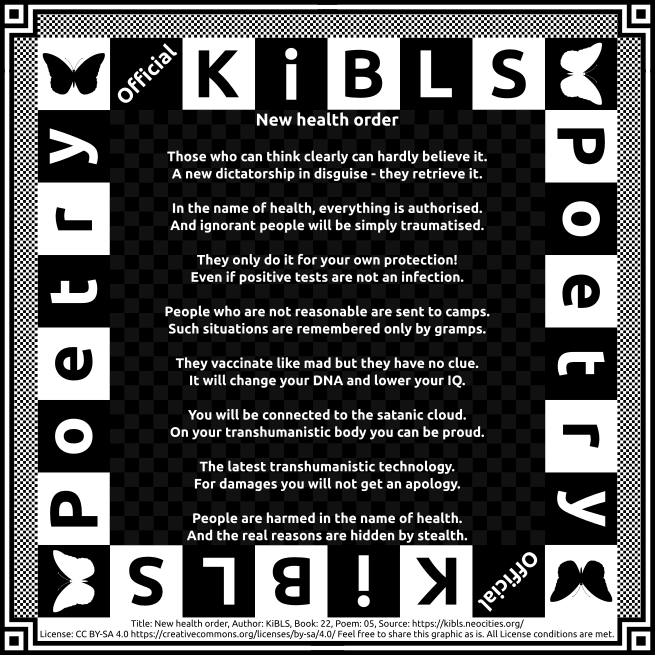 Official KiBLS
New health order
Those who can think clearly can hardly believe it.
A new dictatorship in disguise - they retrieve it.
In the name of health, everything is authorised.
And ignorant people will be simply traumatised.
They only do it for your own protection!
Even if positive tests are not an infection.
People who are not reasonable are sent to camps.
Such situations are remembered only by gramps.
They vaccinate like mad but they have no clue.
It will change your DNA and lower your IQ.
You will be connected to the satanic cloud.
On your transhumanistic body you can be proud.
The latest transhumanistic technology.
For damages you will not get an apology.
People are harmed in the name of health.
And the real reasons are hidden by stealth.
Poetry
Poetry
Official KiBLS
Title: New health order, Author: KiBLS, Book: 22, Poem: 05, Source: https://kibls.neocities.org/
License: CC BY-SA 4.0 https://creativecommons.org/licenses/by-sa/4.0/ Feel free to share this graphic as is. All License conditions are met.